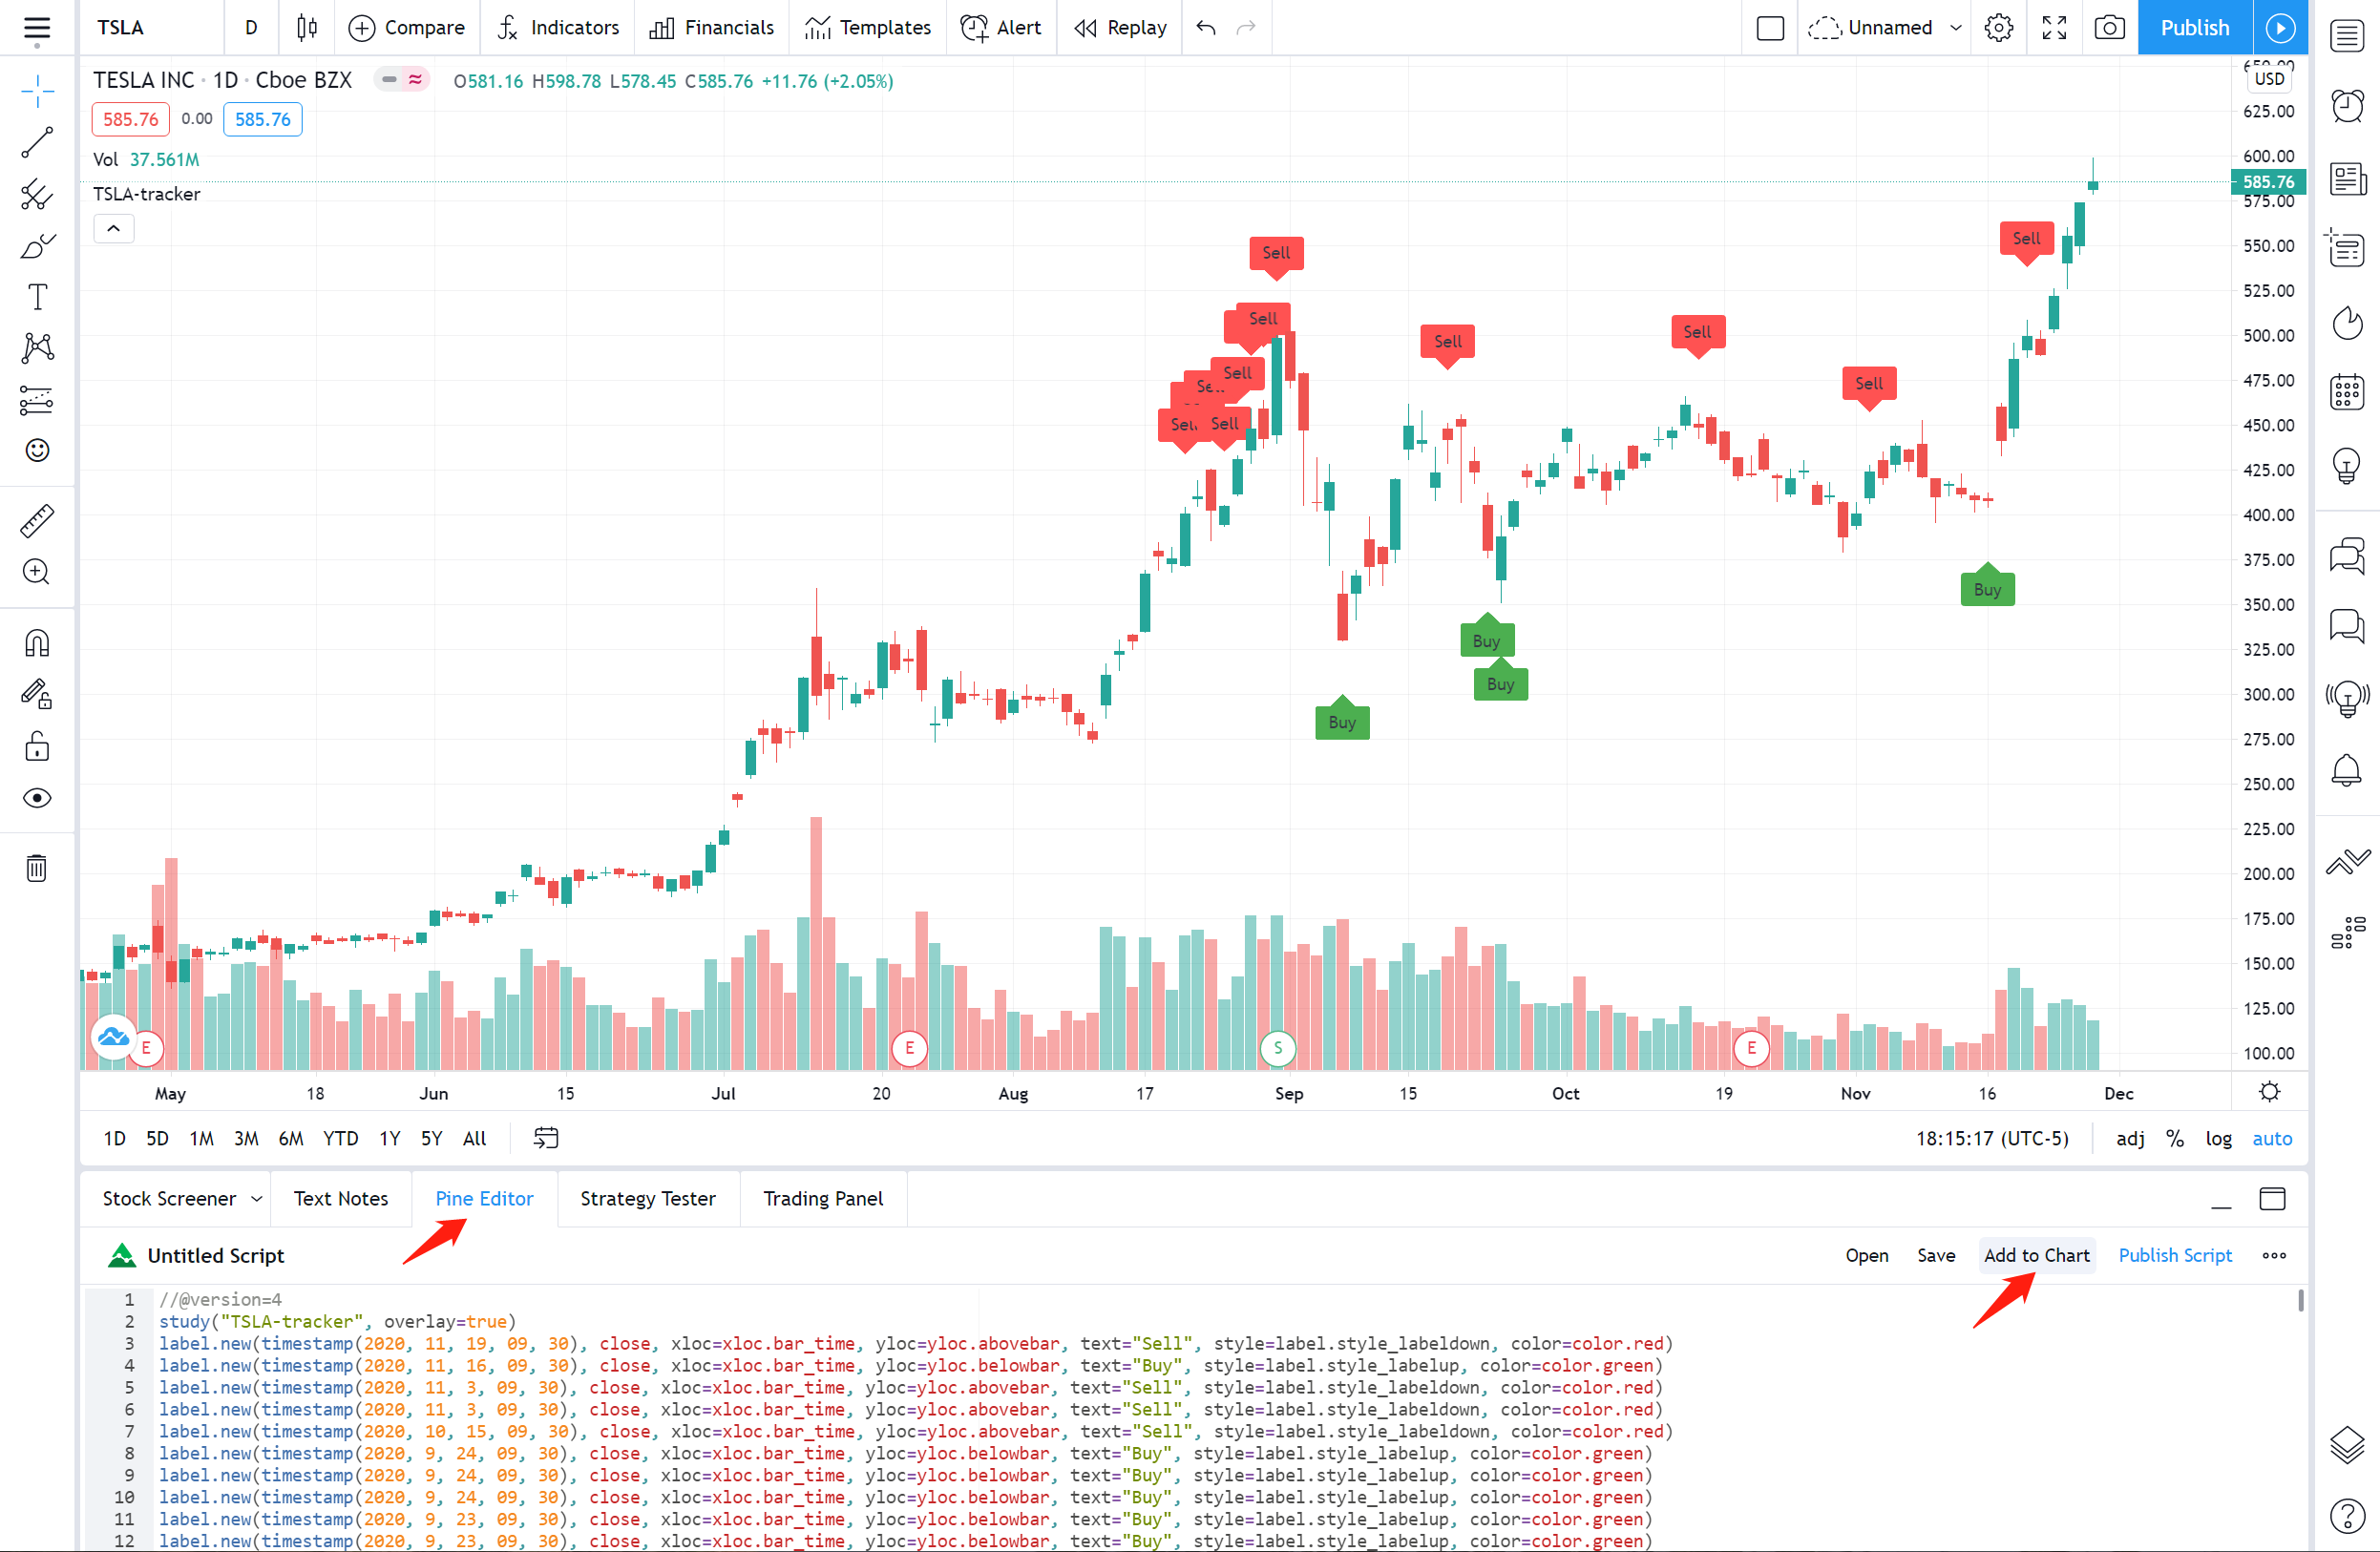 TSLA D Compare Indicators Financials Templates Alert Replay Unnamed Publish
TESLA INC · 1D · Cboe BZX O581.16 H598.78 L578.45 C585.76 +11.76 (+2.05%)
585.76 0.00 585.76
Vol 37.561M
TSLA-tracker
650.00
USD
625.00
600.00
585.76
575.00
550.00
525.00
500.00
475.00
450.00
425.00
400.00
375.00
350.00
325.00
300.00
275.00
250.00
225.00
200.00
175.00
150.00
125.00
100.00
Sell
Sell
Sell
Sell
Sell
Sell
Sell
Sell
Sell
Buy
Buy
Buy
Buy
E E S E
May 18 Jun 15 Jul 20 Aug 17 Sep 15 Oct 19 Nov 16 Dec
1D 5D 1M 3M 6M YTD 1Y 5Y All 18:15:17 (UTC-5) adj % log auto
Stock Screener Text Notes Pine Editor Strategy Tester Trading Panel
Untitled Script Open Save Add to Chart Publish Script
1 //@version=4
2 study("TSLA-tracker", overlay=true)
3 label.new(timestamp(2020, 11, 19, 09, 30), close, xloc=xloc.bar_time, yloc=yloc.abovebar, text="Sell", style=label.style_labeldown, color=color.red)
4 label.new(timestamp(2020, 11, 16, 09, 30), close, xloc=xloc.bar_time, yloc=yloc.belowbar, text="Buy", style=label.style_labelup, color=color.green)
5 label.new(timestamp(2020, 11, 3, 09, 30), close, xloc=xloc.bar_time, yloc=yloc.abovebar, text="Sell", style=label.style_labeldown, color=color.red)
6 label.new(timestamp(2020, 11, 3, 09, 30), close, xloc=xloc.bar_time, yloc=yloc.abovebar, text="Sell", style=label.style_labeldown, color=color.red)
7 label.new(timestamp(2020, 10, 15, 09, 30), close, xloc=xloc.bar_time, yloc=yloc.abovebar, text="Sell", style=label.style_labeldown, color=color.red)
8 label.new(timestamp(2020, 9, 24, 09, 30), close, xloc=xloc.bar_time, yloc=yloc.belowbar, text="Buy", style=label.style_labelup, color=color.green)
9 label.new(timestamp(2020, 9, 24, 09, 30), close, xloc=xloc.bar_time, yloc=yloc.belowbar, text="Buy", style=label.style_labelup, color=color.green)
10 label.new(timestamp(2020, 9, 24, 09, 30), close, xloc=xloc.bar_time, yloc=yloc.belowbar, text="Buy", style=label.style_labelup, color=color.green)
11 label.new(timestamp(2020, 9, 23, 09, 30), close, xloc=xloc.bar_time, yloc=yloc.belowbar, text="Buy", style=label.style_labelup, color=color.green)
12 label.new(timestamp(2020, 9, 23, 09, 30), close, xloc=xloc.bar_time, yloc=yloc.belowbar, text="Buy", style=label.style_labelup, color=color.green)